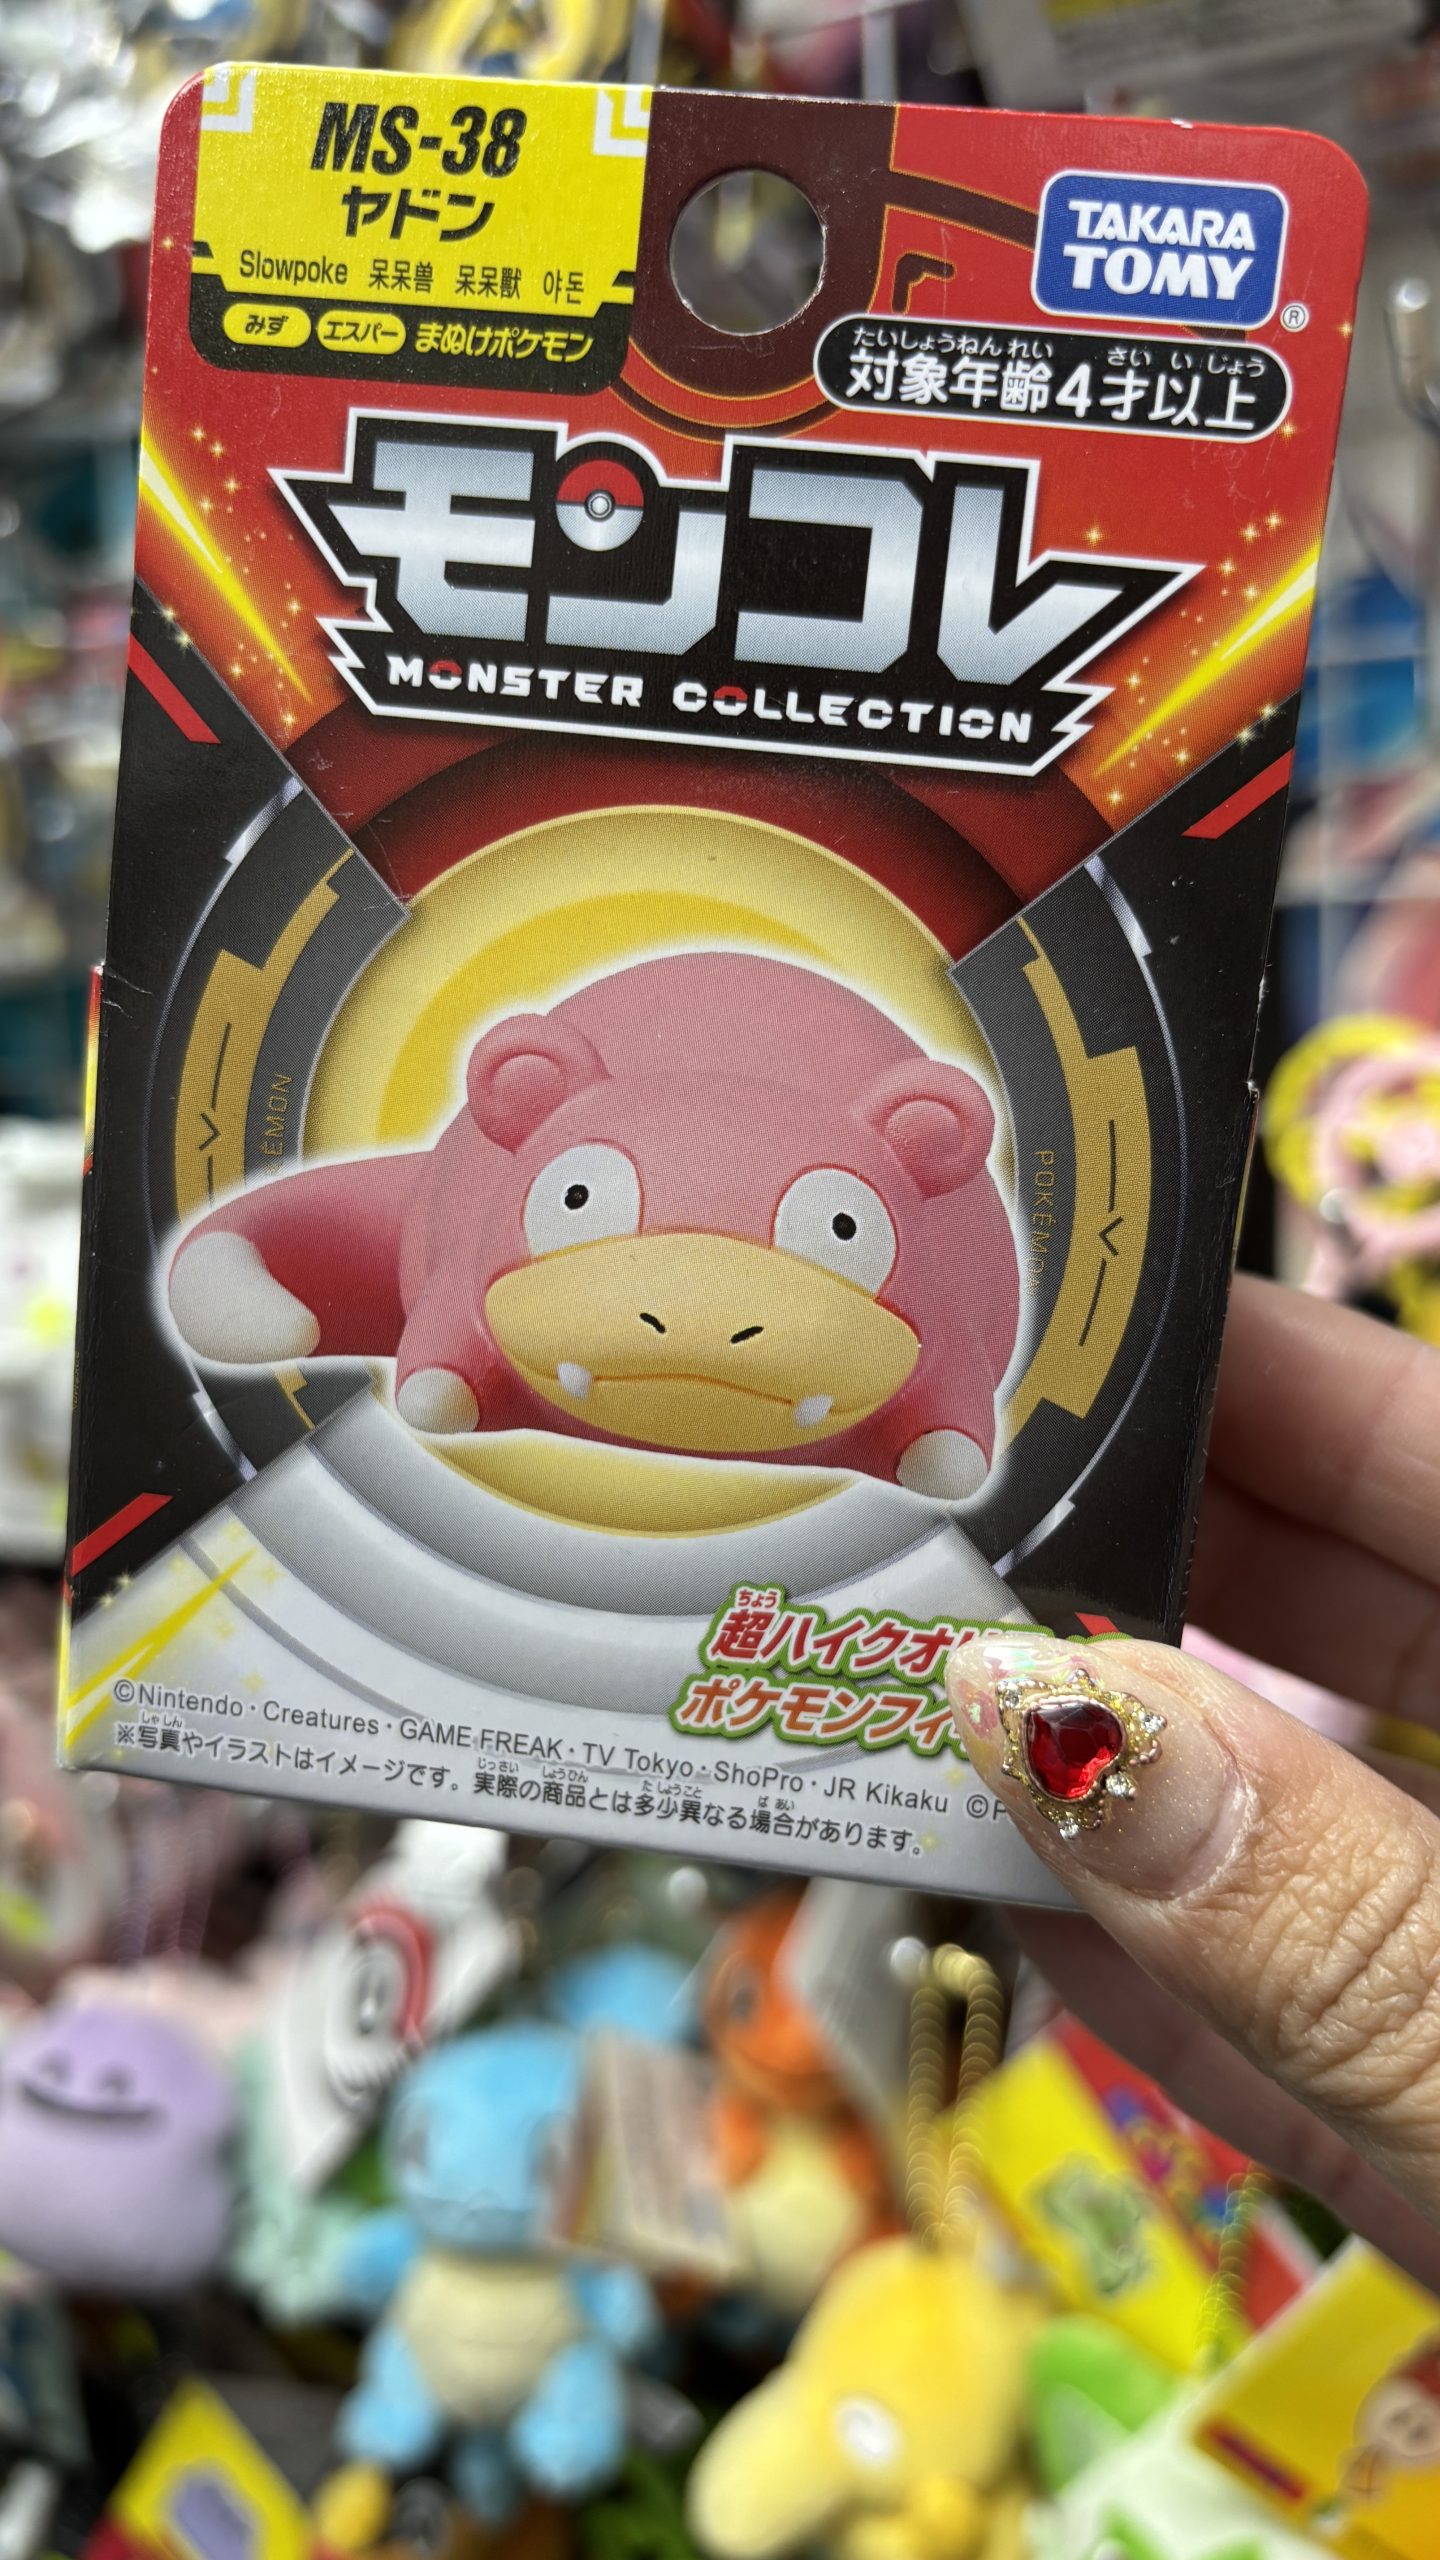 MS-38
ヤドン
Slowpoke 呆呆兽 呆呆獸 야돈
みず エスパー まぬけポケモン
TAKARA
TOMY
®
たいしょうねんれい さい いじょう
対象年齢4才以上
モンコレ
MONSTER COLLECTION
POKÉMON
ちょう
超ハイクオリ
ポケモンフィ
©Nintendo・Creatures・GAME FREAK・TV Tokyo・ShoPro・JR Kikaku ©P
しゃしん じっさい しょうひん たしょうこと ばあい
※写真やイラストはイメージです。実際の商品とは多少異なる場合があります。